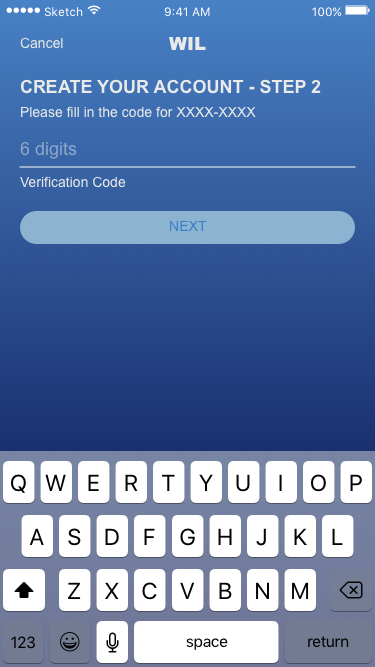 Sketch 9:41 AM 100%
Cancel WIL
CREATE YOUR ACCOUNT - STEP 2
Please fill in the code for XXXX-XXXX
6 digits
Verification Code
NEXT
Q W E R T Y U I O P
A S D F G H J K L
Z X C V B N M
123 space return